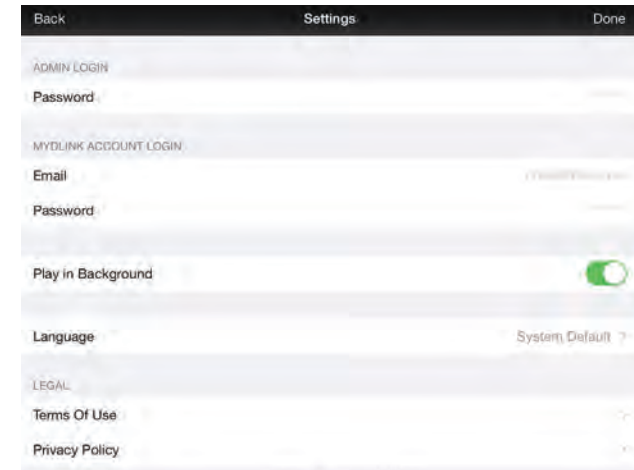 Back Settings Done
ADMIN LOGIN
Password
MYDLINK ACCOUNT LOGIN
Email
Password
Play in Background
Language System Default >
LEGAL
Terms Of Use >
Privacy Policy >